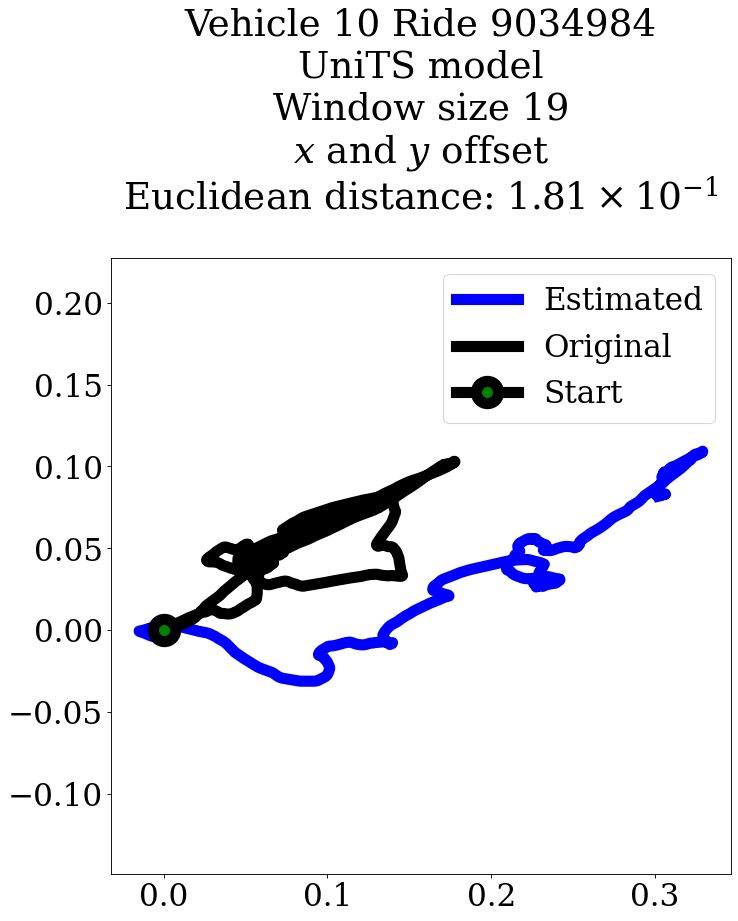 Vehicle 10 Ride 9034984
UniTS model
Window size 19
x and y offset
Euclidean distance: 1.81 × 10⁻¹
Estimated
Original
Start
0.20
0.15
0.10
0.05
0.00
−0.05
−0.10
0.0 0.1 0.2 0.3